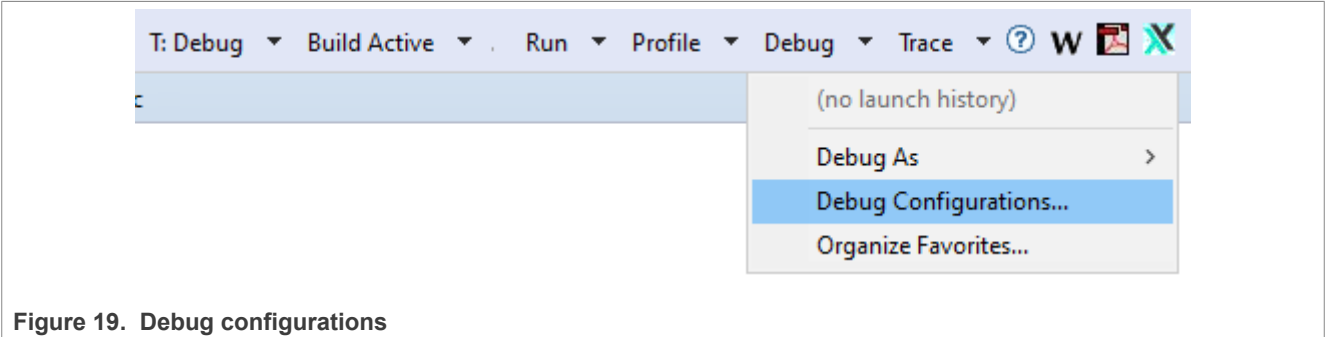 T: Debug Build Active . Run Profile Debug Trace ? W
c
(no launch history)
Debug As >
Debug Configurations...
Organize Favorites...
Figure 19. Debug configurations